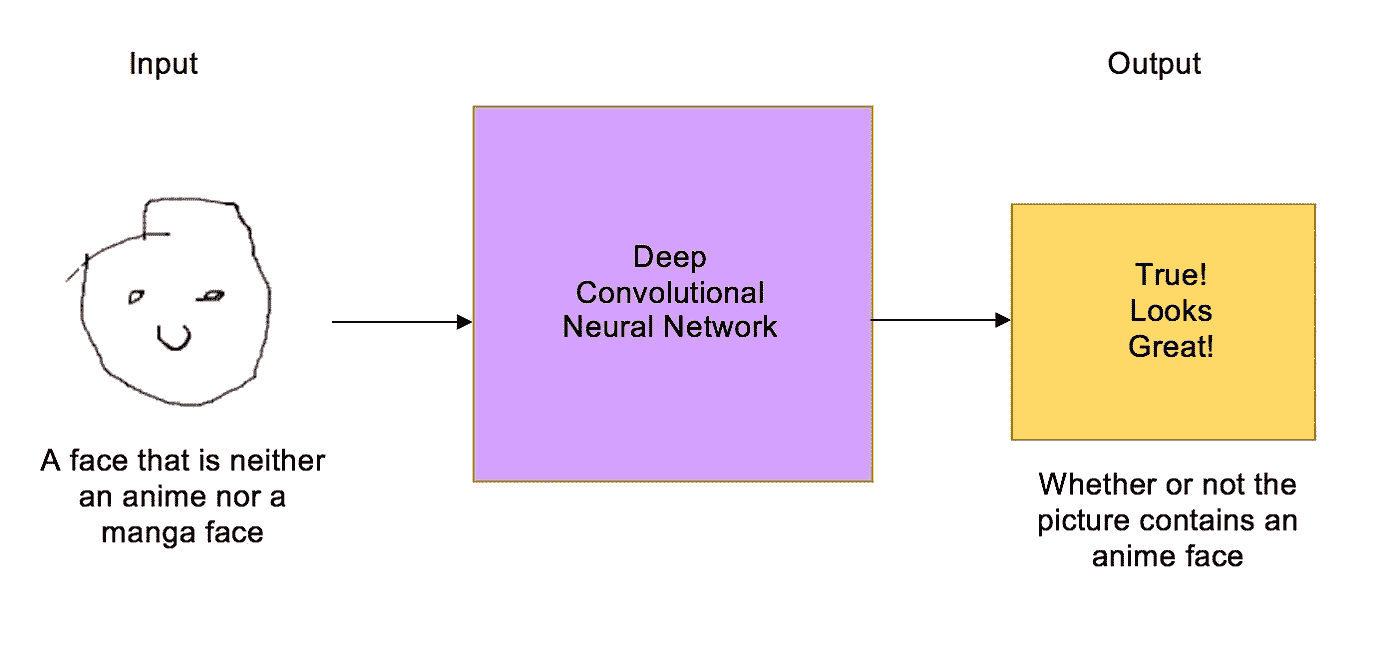 Input
Output
Deep
Convolutional
Neural Network
True!
Looks
Great!
A face that is neither
an anime nor a
manga face
Whether or not the
picture contains an
anime face